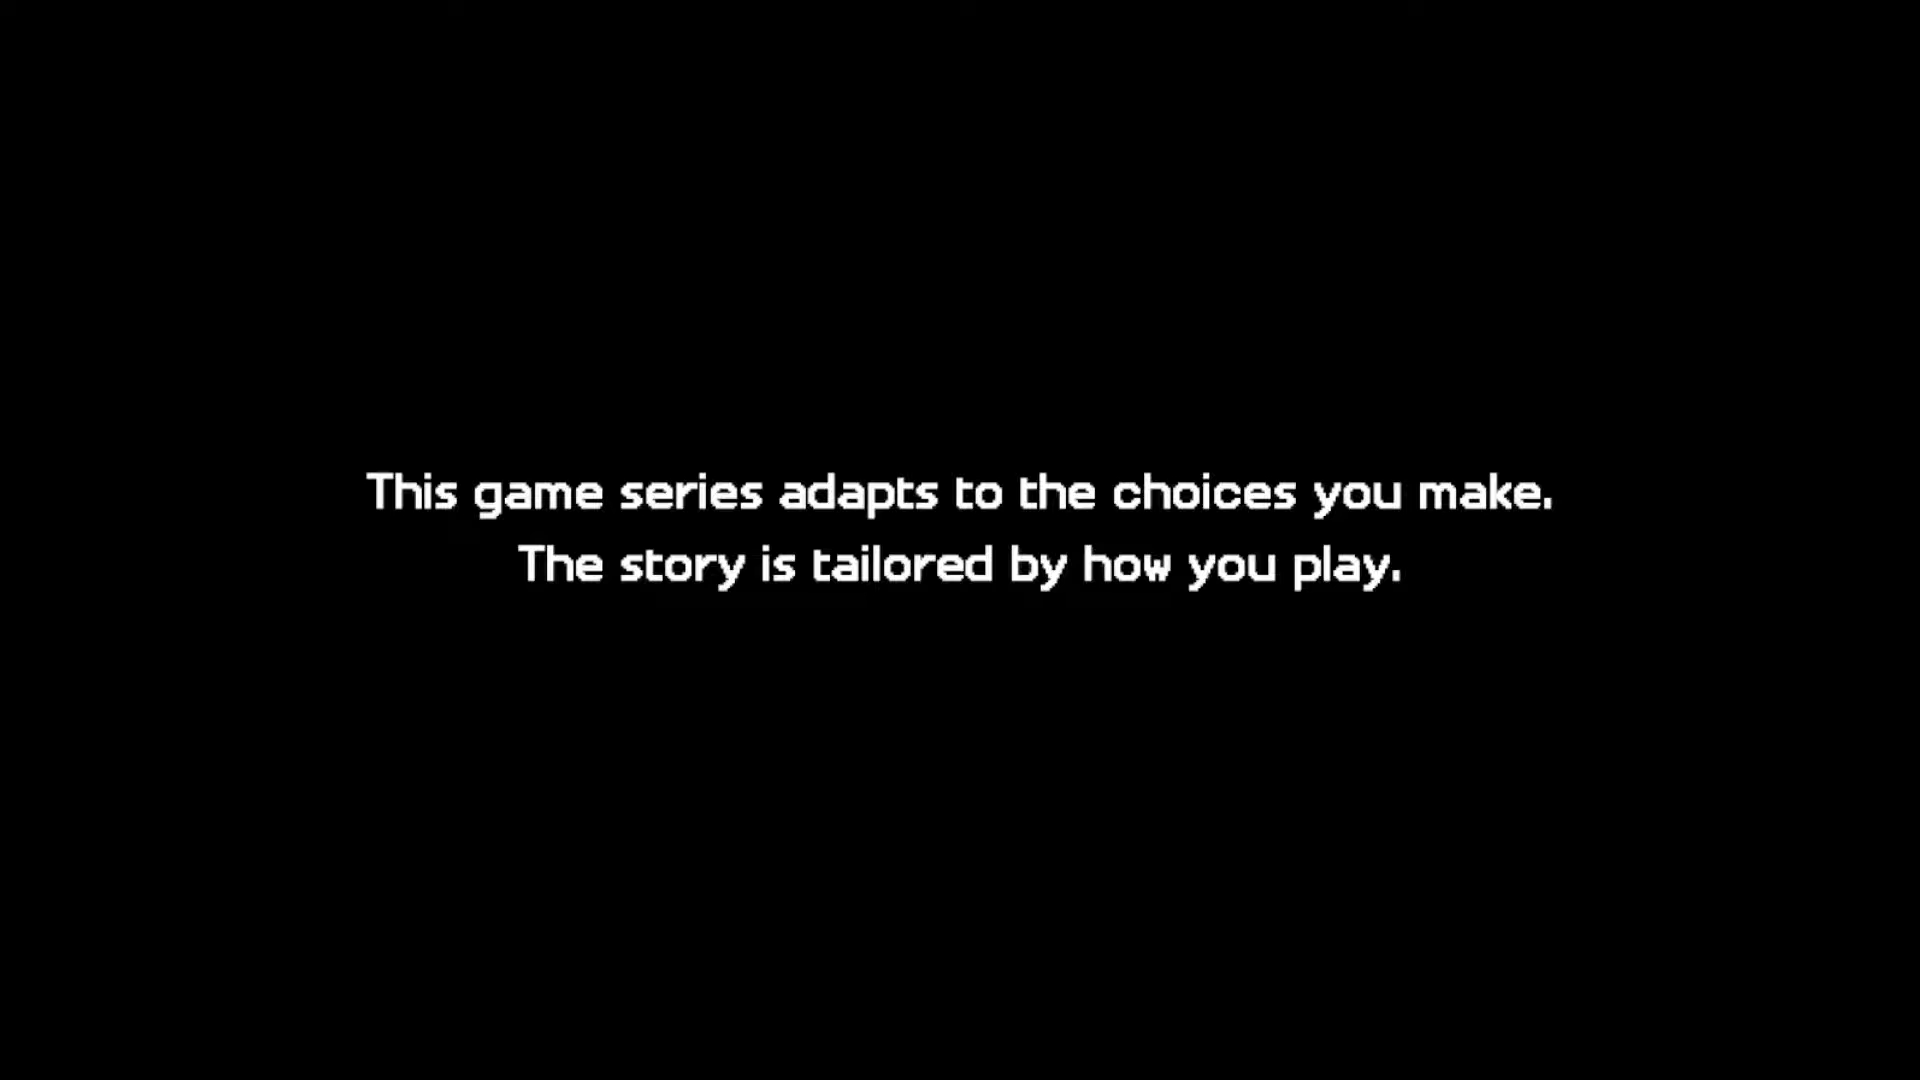 This game series adapts to the choices you make.
The story is tailored by how you play.